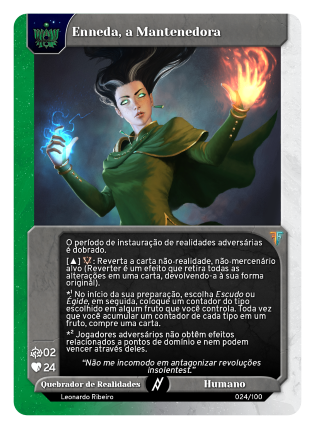 Enneda, a Mantenedora
O período de instauração de realidades adversárias
é dobrado.
[▲] ▽: Reverta a carta não-realidade, não-mercenário
alvo (Reverter é um efeito que retira todas as
alterações em uma carta, devolvendo-a à sua forma
original).
*¹ No início da sua preparação, escolha Escudo ou
Égide, em seguida, coloque um contador do tipo
escolhido em algum fruto que você controla. Toda vez
que você acumular um contador de cada tipo em um
fruto, compre uma carta.
*² Jogadores adversários não obtêm efeitos
relacionados a pontos de domínio e nem podem
vencer através deles.
"Não me incomodo em antagonizar revoluções
insolentest."
02
24
Quebrador de Realidades
Humano
Leonardo Ribeiro
024/100